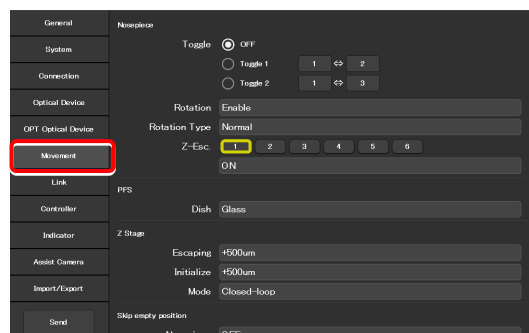 General
System
Connection
Optical Device
OPT Optical Device
Movement
Link
Controller
Indicator
Assist Camera
Import/Export
Send
Nosepiece
Toggle OFF
Toggle 1 1 ⇔ 2
Toggle 2 1 ⇔ 3
Rotation Enable
Rotation Type Normal
Z-Esc. 1 2 3 4 5 6
ON
PFS
Dish Glass
Z Stage
Escaping +500um
Initialize +500um
Mode Closed-loop
Skip empty position